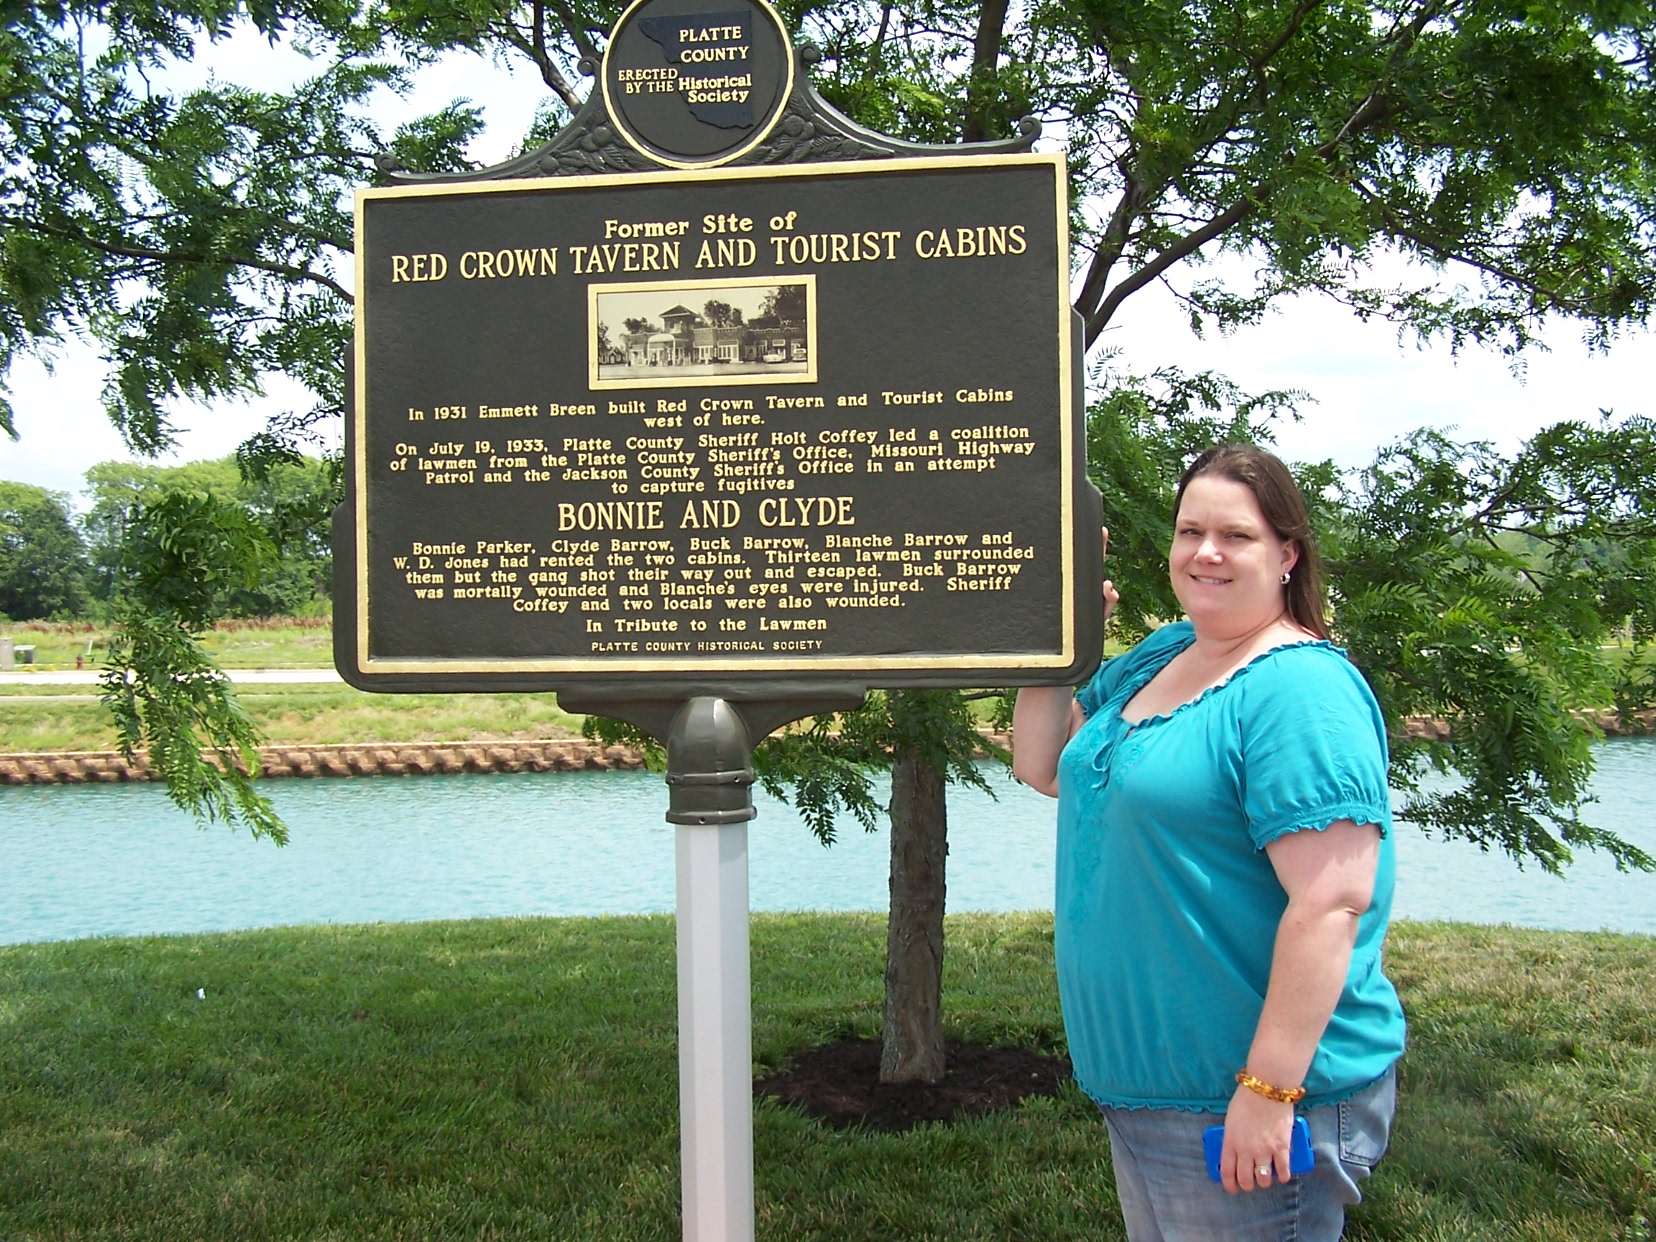 PLATTE
COUNTY
ERECTED
BY THE Historical
Society
Former Site of
RED CROWN TAVERN AND TOURIST CABINS
In 1931 Emmett Breen built Red Crown Tavern and Tourist Cabins
west of here.
On July 19, 1933, Platte County Sheriff Holt Coffey led a coalition
of lawmen from the Platte County Sheriff's Office, Missouri Highway
Patrol and the Jackson County Sheriff's Office in an attempt
to capture fugitives
BONNIE AND CLYDE
Bonnie Parker, Clyde Barrow, Buck Barrow, Blanche Barrow and
W. D. Jones had rented the two cabins. Thirteen lawmen surrounded
them but the gang shot their way out and escaped. Buck Barrow
was mortally wounded and Blanche's eyes were injured. Sheriff
Coffey and two locals were also wounded.
In Tribute to the Lawmen
PLATTE COUNTY HISTORICAL SOCIETY